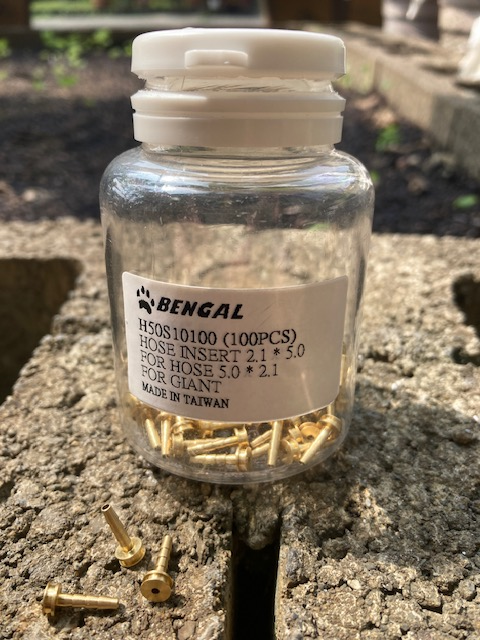 BENGAL
H50S10100 (100PCS)
HOSE INSERT 2.1 * 5.0
FOR HOSE 5.0 * 2.1
FOR GIANT
MADE IN TAIWAN